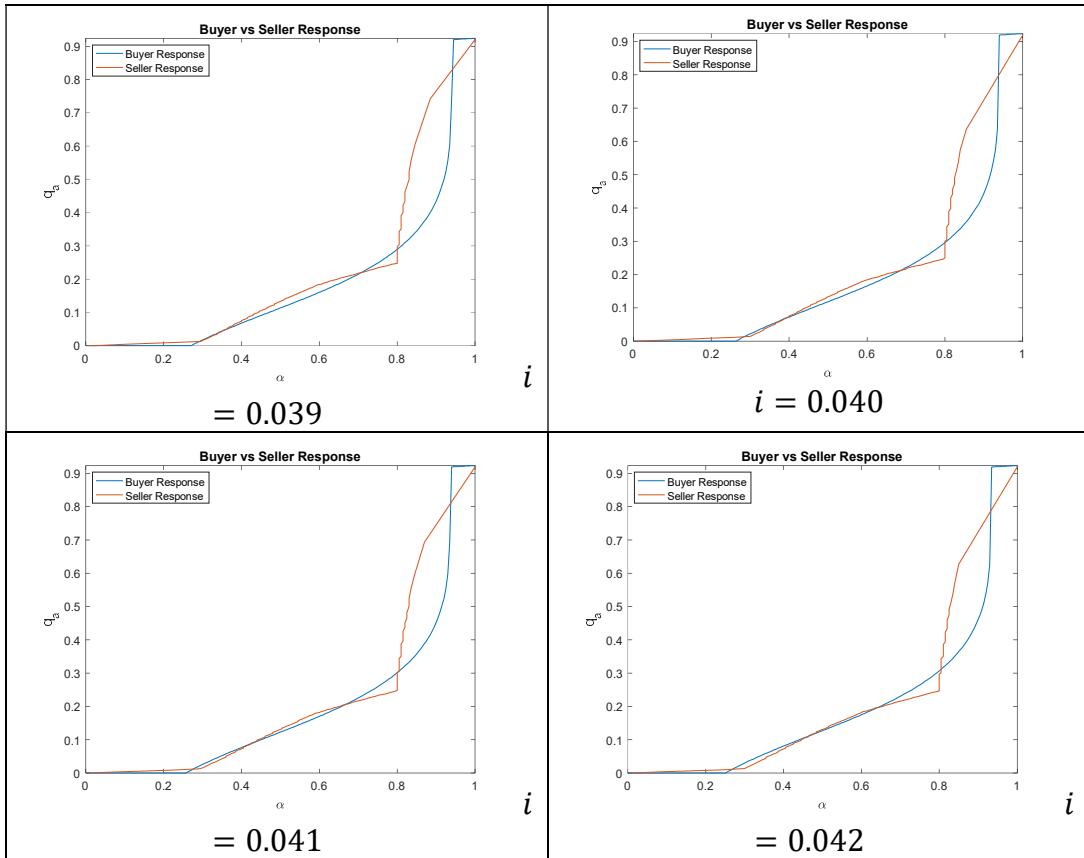 Buyer vs Seller Response
Buyer Response
Seller Response
0.9
0.8
0.7
0.6
0.5
0.4
0.3
0.2
0.1
0
q_a
0 0.2 0.4 0.6 0.8 1
α
i
= 0.039
Buyer vs Seller Response
Buyer Response
Seller Response
0.9
0.8
0.7
0.6
0.5
0.4
0.3
0.2
0.1
0
q_a
0 0.2 0.4 0.6 0.8 1
α
i = 0.040
Buyer vs Seller Response
Buyer Response
Seller Response
0.9
0.8
0.7
0.6
0.5
0.4
0.3
0.2
0.1
0
q_a
0 0.2 0.4 0.6 0.8 1
α
i
= 0.041
Buyer vs Seller Response
Buyer Response
Seller Response
0.9
0.8
0.7
0.6
0.5
0.4
0.3
0.2
0.1
0
q_a
0 0.2 0.4 0.6 0.8 1
α
i
= 0.042